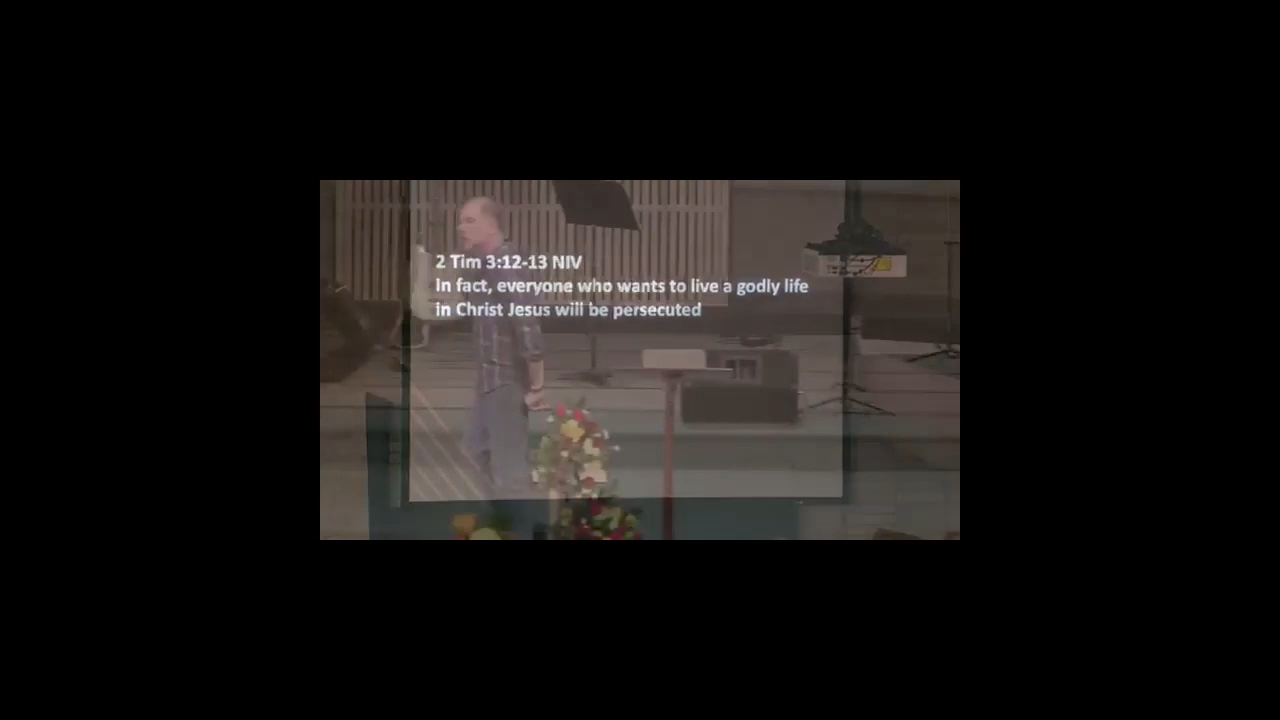 2 Tim 3:12-13 NIV
In fact, everyone who wants to live a godly life
in Christ Jesus will be persecuted